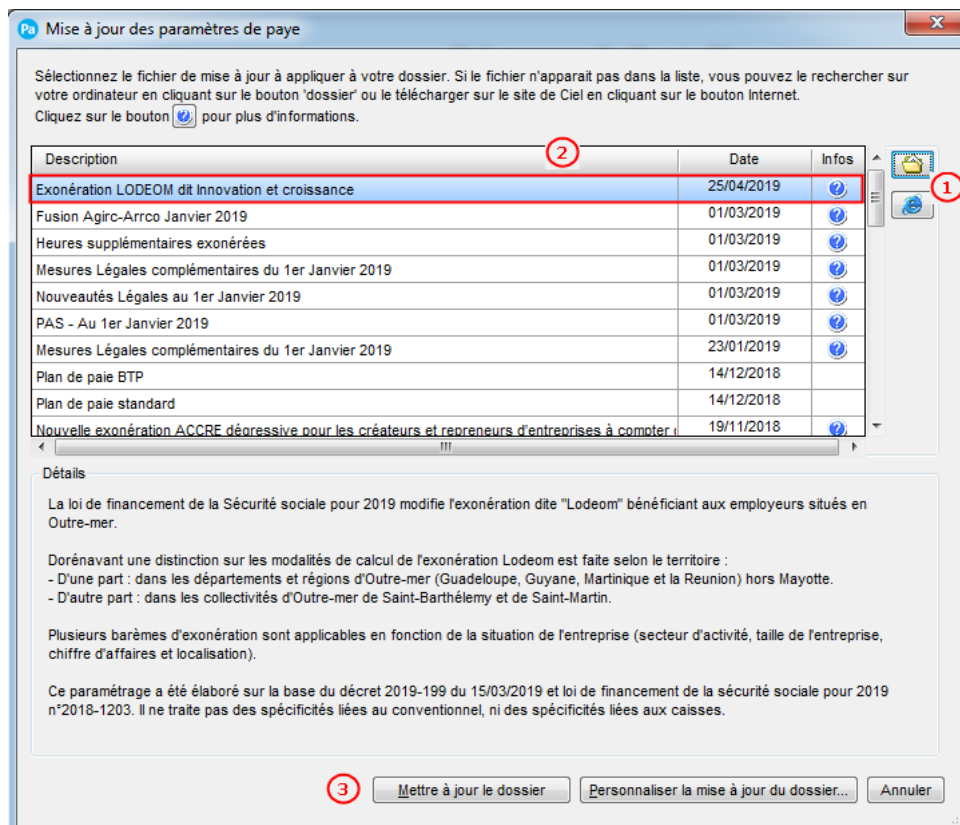 Pa Mise à jour des paramètres de paye
Sélectionnez le fichier de mise à jour à appliquer à votre dossier. Si le fichier n'apparait pas dans la liste, vous pouvez le rechercher sur
votre ordinateur en cliquant sur le bouton 'dossier' ou le télécharger sur le site de Ciel en cliquant sur le bouton Internet.
Cliquez sur le bouton ? pour plus d'informations.
Description 2 Date Infos
Exonération LODEOM dit Innovation et croissance 25/04/2019 ?
1
Fusion Agirc-Arrco Janvier 2019 01/03/2019 ?
Heures supplémentaires exonérées 01/03/2019 ?
Mesures Légales complémentaires du 1er Janvier 2019 01/03/2019 ?
Nouveautés Légales au 1er Janvier 2019 01/03/2019 ?
PAS - Au 1er Janvier 2019 01/03/2019 ?
Mesures Légales complémentaires du 1er Janvier 2019 23/01/2019 ?
Plan de paie BTP 14/12/2018
Plan de paie standard 14/12/2018
Nouvelle exonération ACCRE dégressive pour les créateurs et repreneurs d'entreprises à compter 19/11/2018 ?
Détails
La loi de financement de la Sécurité sociale pour 2019 modifie l'exonération dite "Lodeom" bénéficiant aux employeurs situés en
Outre-mer.
Dorénavant une distinction sur les modalités de calcul de l'exonération Lodeom est faite selon le territoire :
- D'une part : dans les départements et régions d'Outre-mer (Guadeloupe, Guyane, Martinique et la Reunion) hors Mayotte.
- D'autre part : dans les collectivités d'Outre-mer de Saint-Barthélemy et de Saint-Martin.
Plusieurs barèmes d'exonération sont applicables en fonction de la situation de l'entreprise (secteur d'activité, taille de l'entreprise,
chiffre d'affaires et localisation).
Ce paramétrage a été élaboré sur la base du décret 2019-199 du 15/03/2019 et loi de financement de la sécurité sociale pour 2019
n°2018-1203. Il ne traite pas des spécificités liées au conventionnel, ni des spécificités liées aux caisses.
3 Mettre à jour le dossier Personnaliser la mise à jour du dossier... Annuler